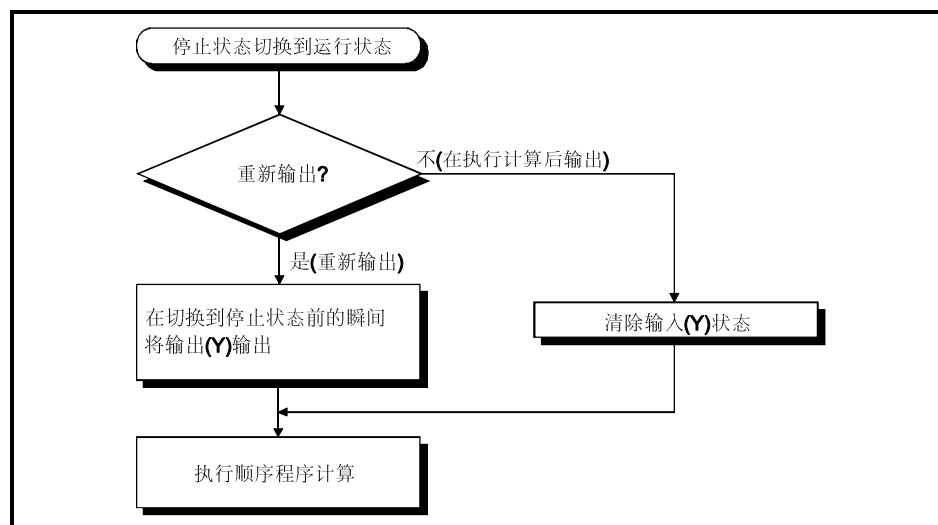 停止状态切换到运行状态
重新输出?
不(在执行计算后输出)
是(重新输出)
在切换到停止状态前的瞬间
将输出(Y)输出
清除输入(Y)状态
执行顺序程序计算